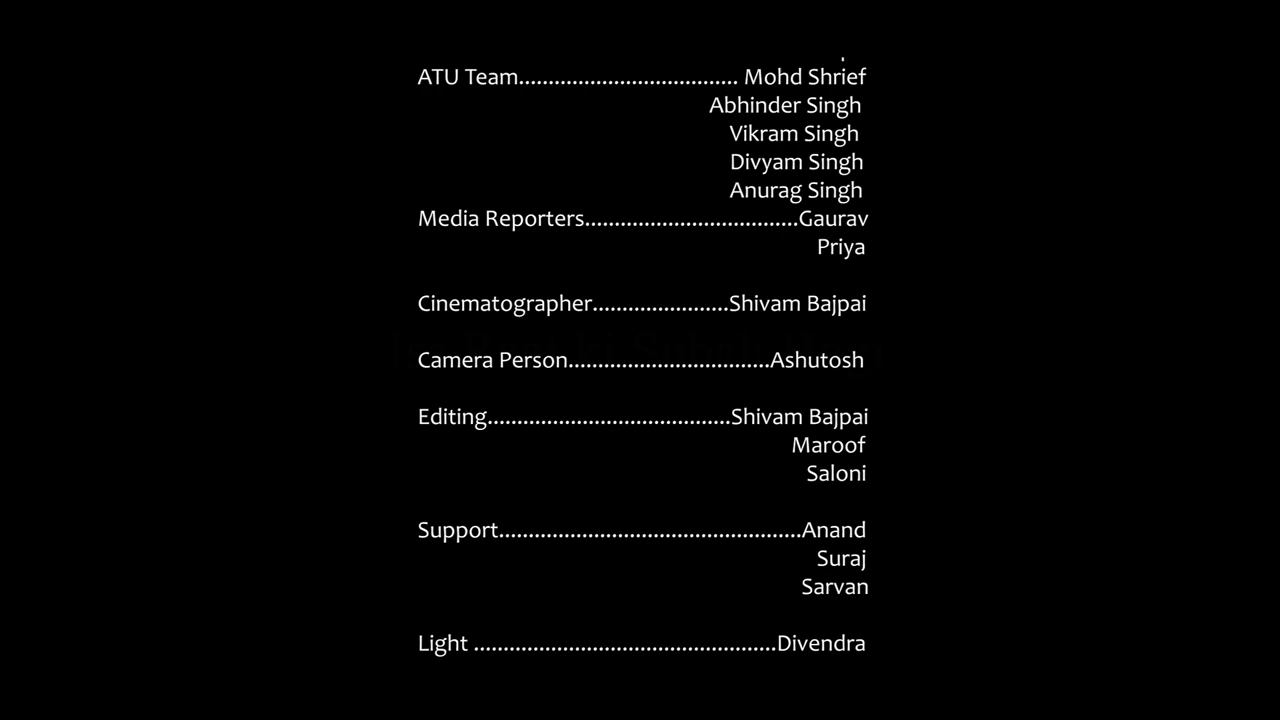 ATU Team..................................... Mohd Shrief
Abhinder Singh
Vikram Singh
Divyam Singh
Anurag Singh
Media Reporters....................................Gaurav
Priya
Cinematographer.......................Shivam Bajpai
Camera Person..................................Ashutosh
Editing.........................................Shivam Bajpai
Maroof
Saloni
Support...................................................Anand
Suraj
Sarvan
Light ...................................................Divendra